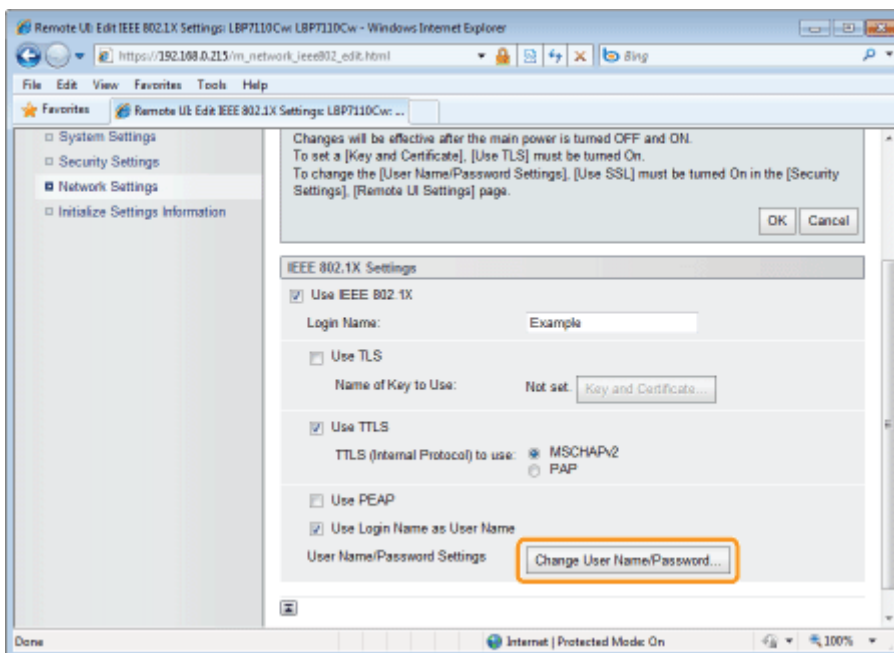 Remote UI: Edit IEEE 802.1X Settings: LBP7110Cw: LBP7110Cw - Windows Internet Explorer
https://192.168.0.215/m_network_ieee802_edit.html
Bing
File Edit View Favorites Tools Help
Favorites
Remote UI: Edit IEEE 802.1X Settings: LBP7110Cw: ...
System Settings
Security Settings
Network Settings
Initialize Settings Information
Changes will be effective after the main power is turned OFF and ON.
To set a [Key and Certificate], [Use TLS] must be turned On.
To change the [User Name/Password Settings], [Use SSL] must be turned On in the [Security
Settings], [Remote UI Settings] page.
OK Cancel
IEEE 802.1X Settings
Use IEEE 802.1X
Login Name: Example
Use TLS
Name of Key to Use: Not set. Key and Certificate...
Use TTLS
TTLS (Internal Protocol) to use: MSCHAPv2
PAP
Use PEAP
Use Login Name as User Name
User Name/Password Settings Change User Name/Password...
Done Internet | Protected Mode: On 100%